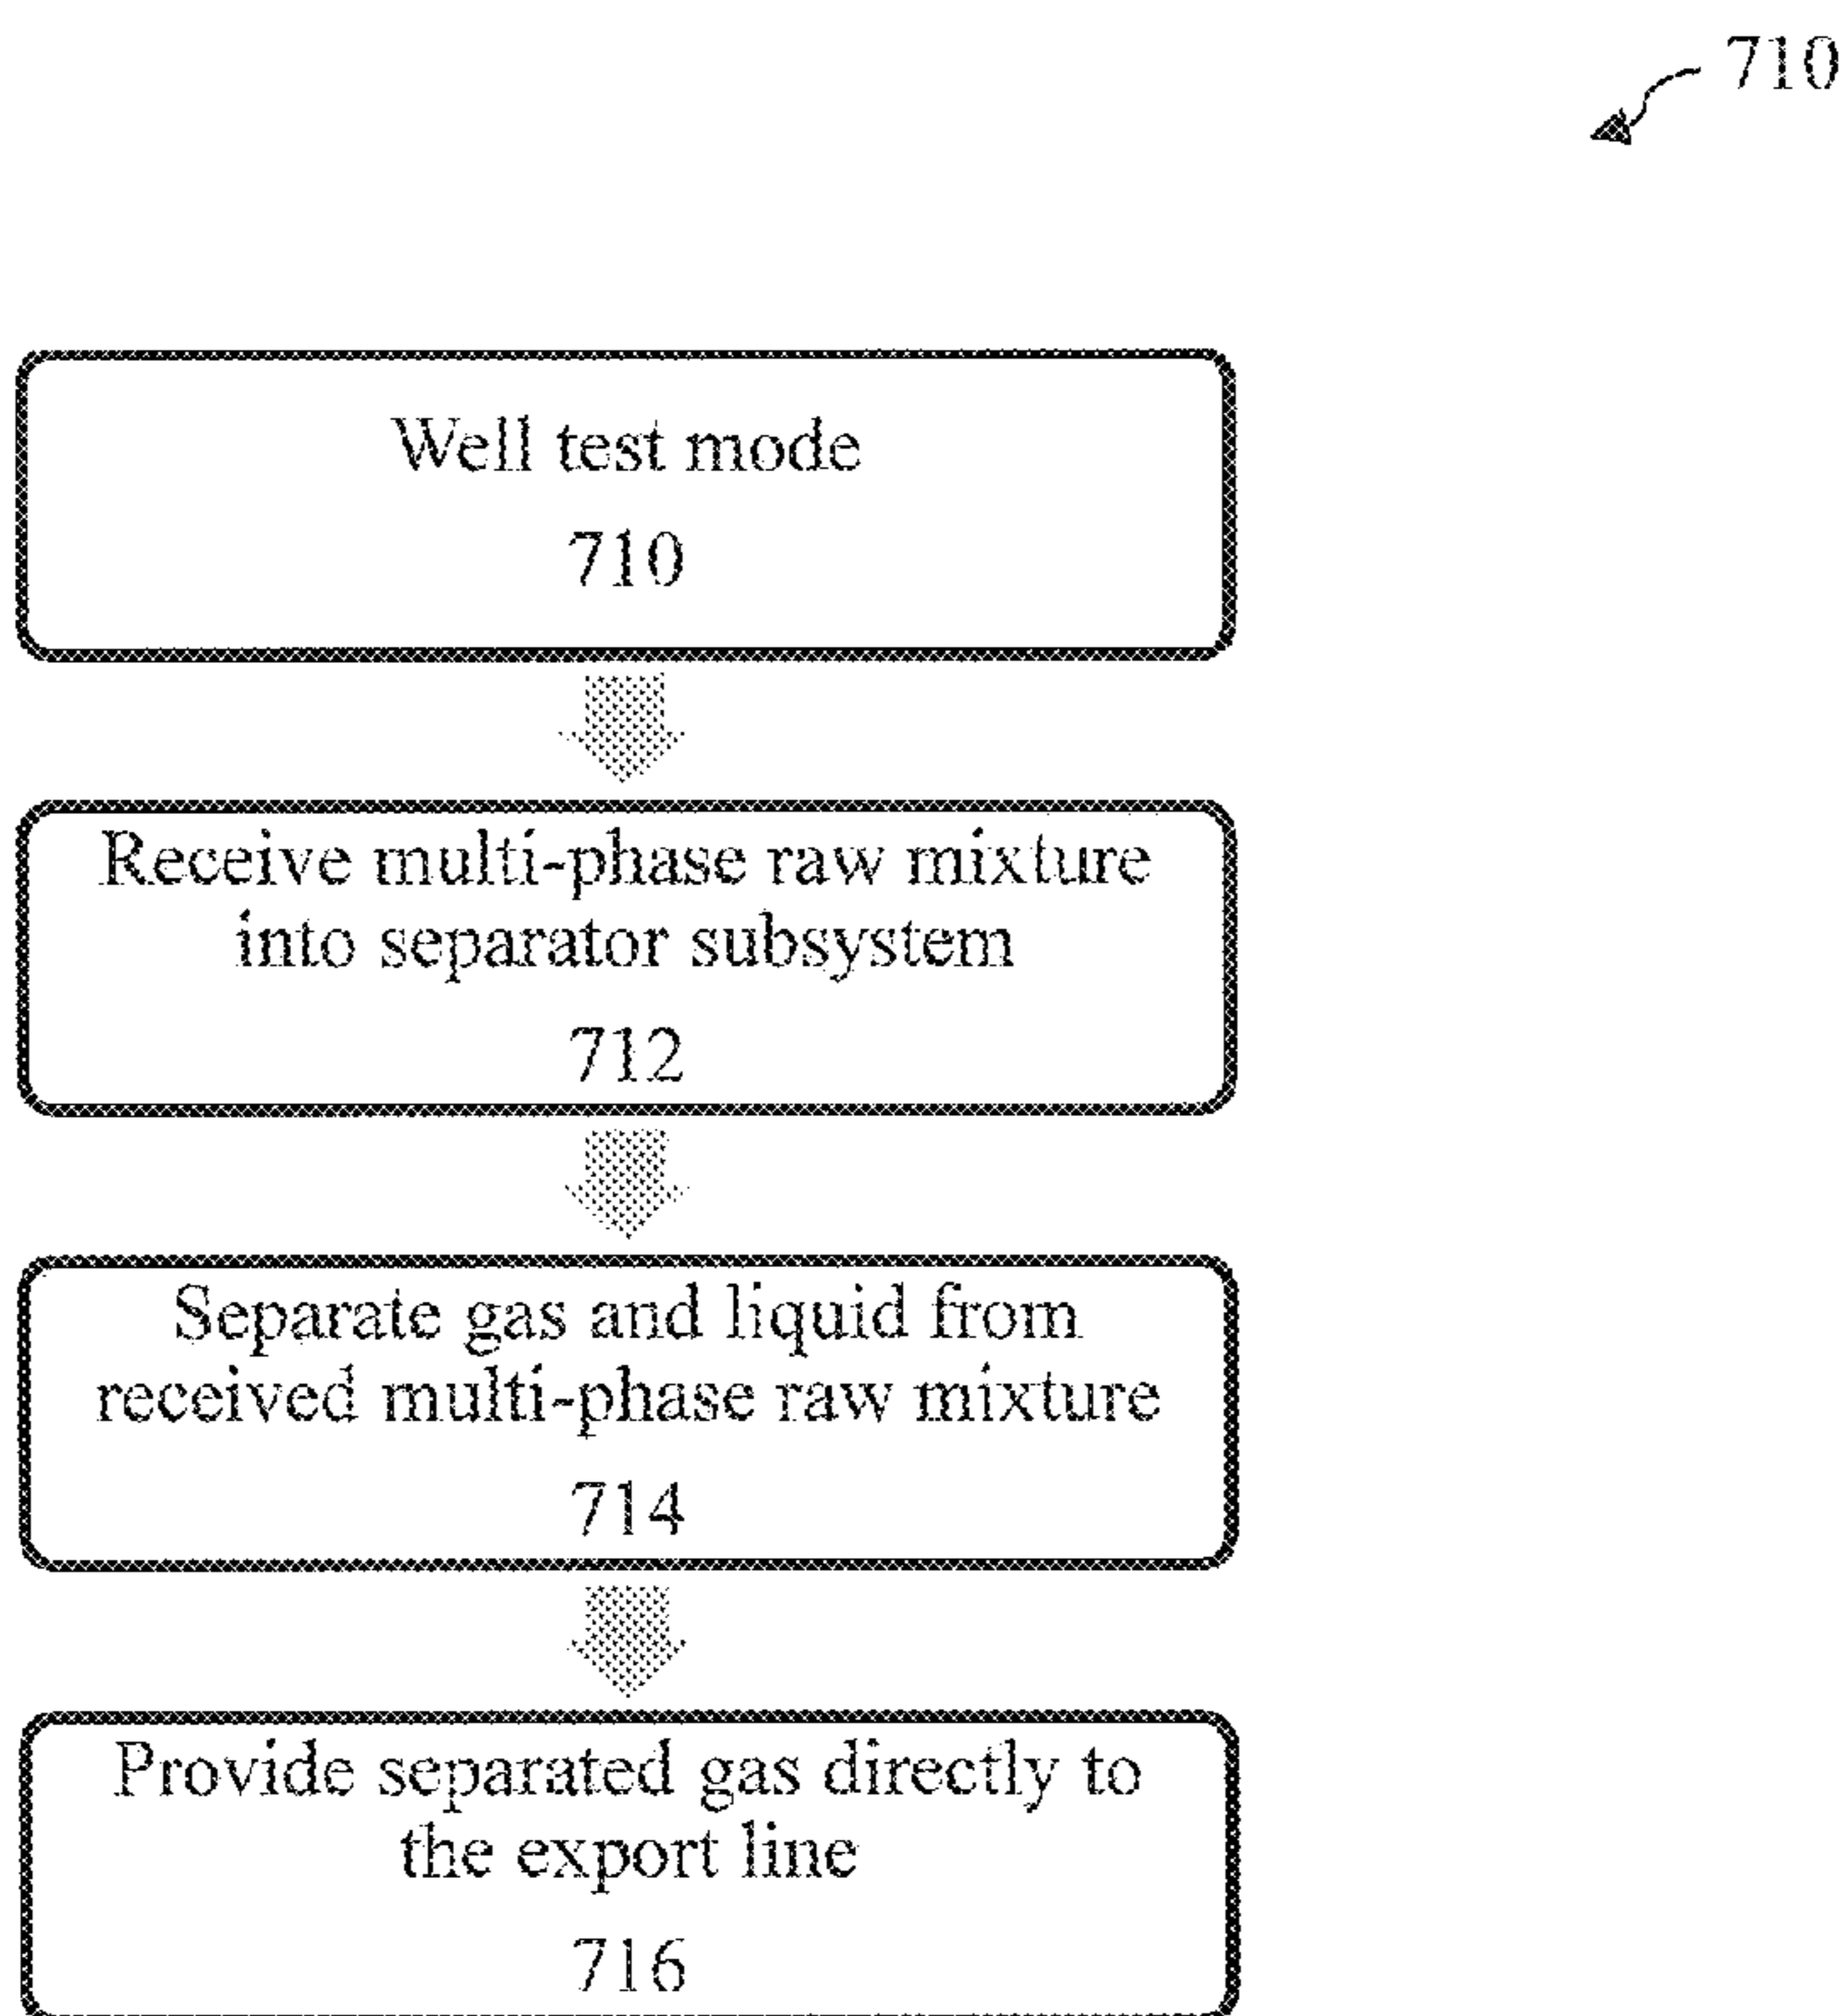 710
Well test mode
710
Receive multi-phase raw mixture
into separator subsystem
712
Separate gas and liquid from
received multi-phase raw mixture
714
Provide separated gas directly to
the export line
716